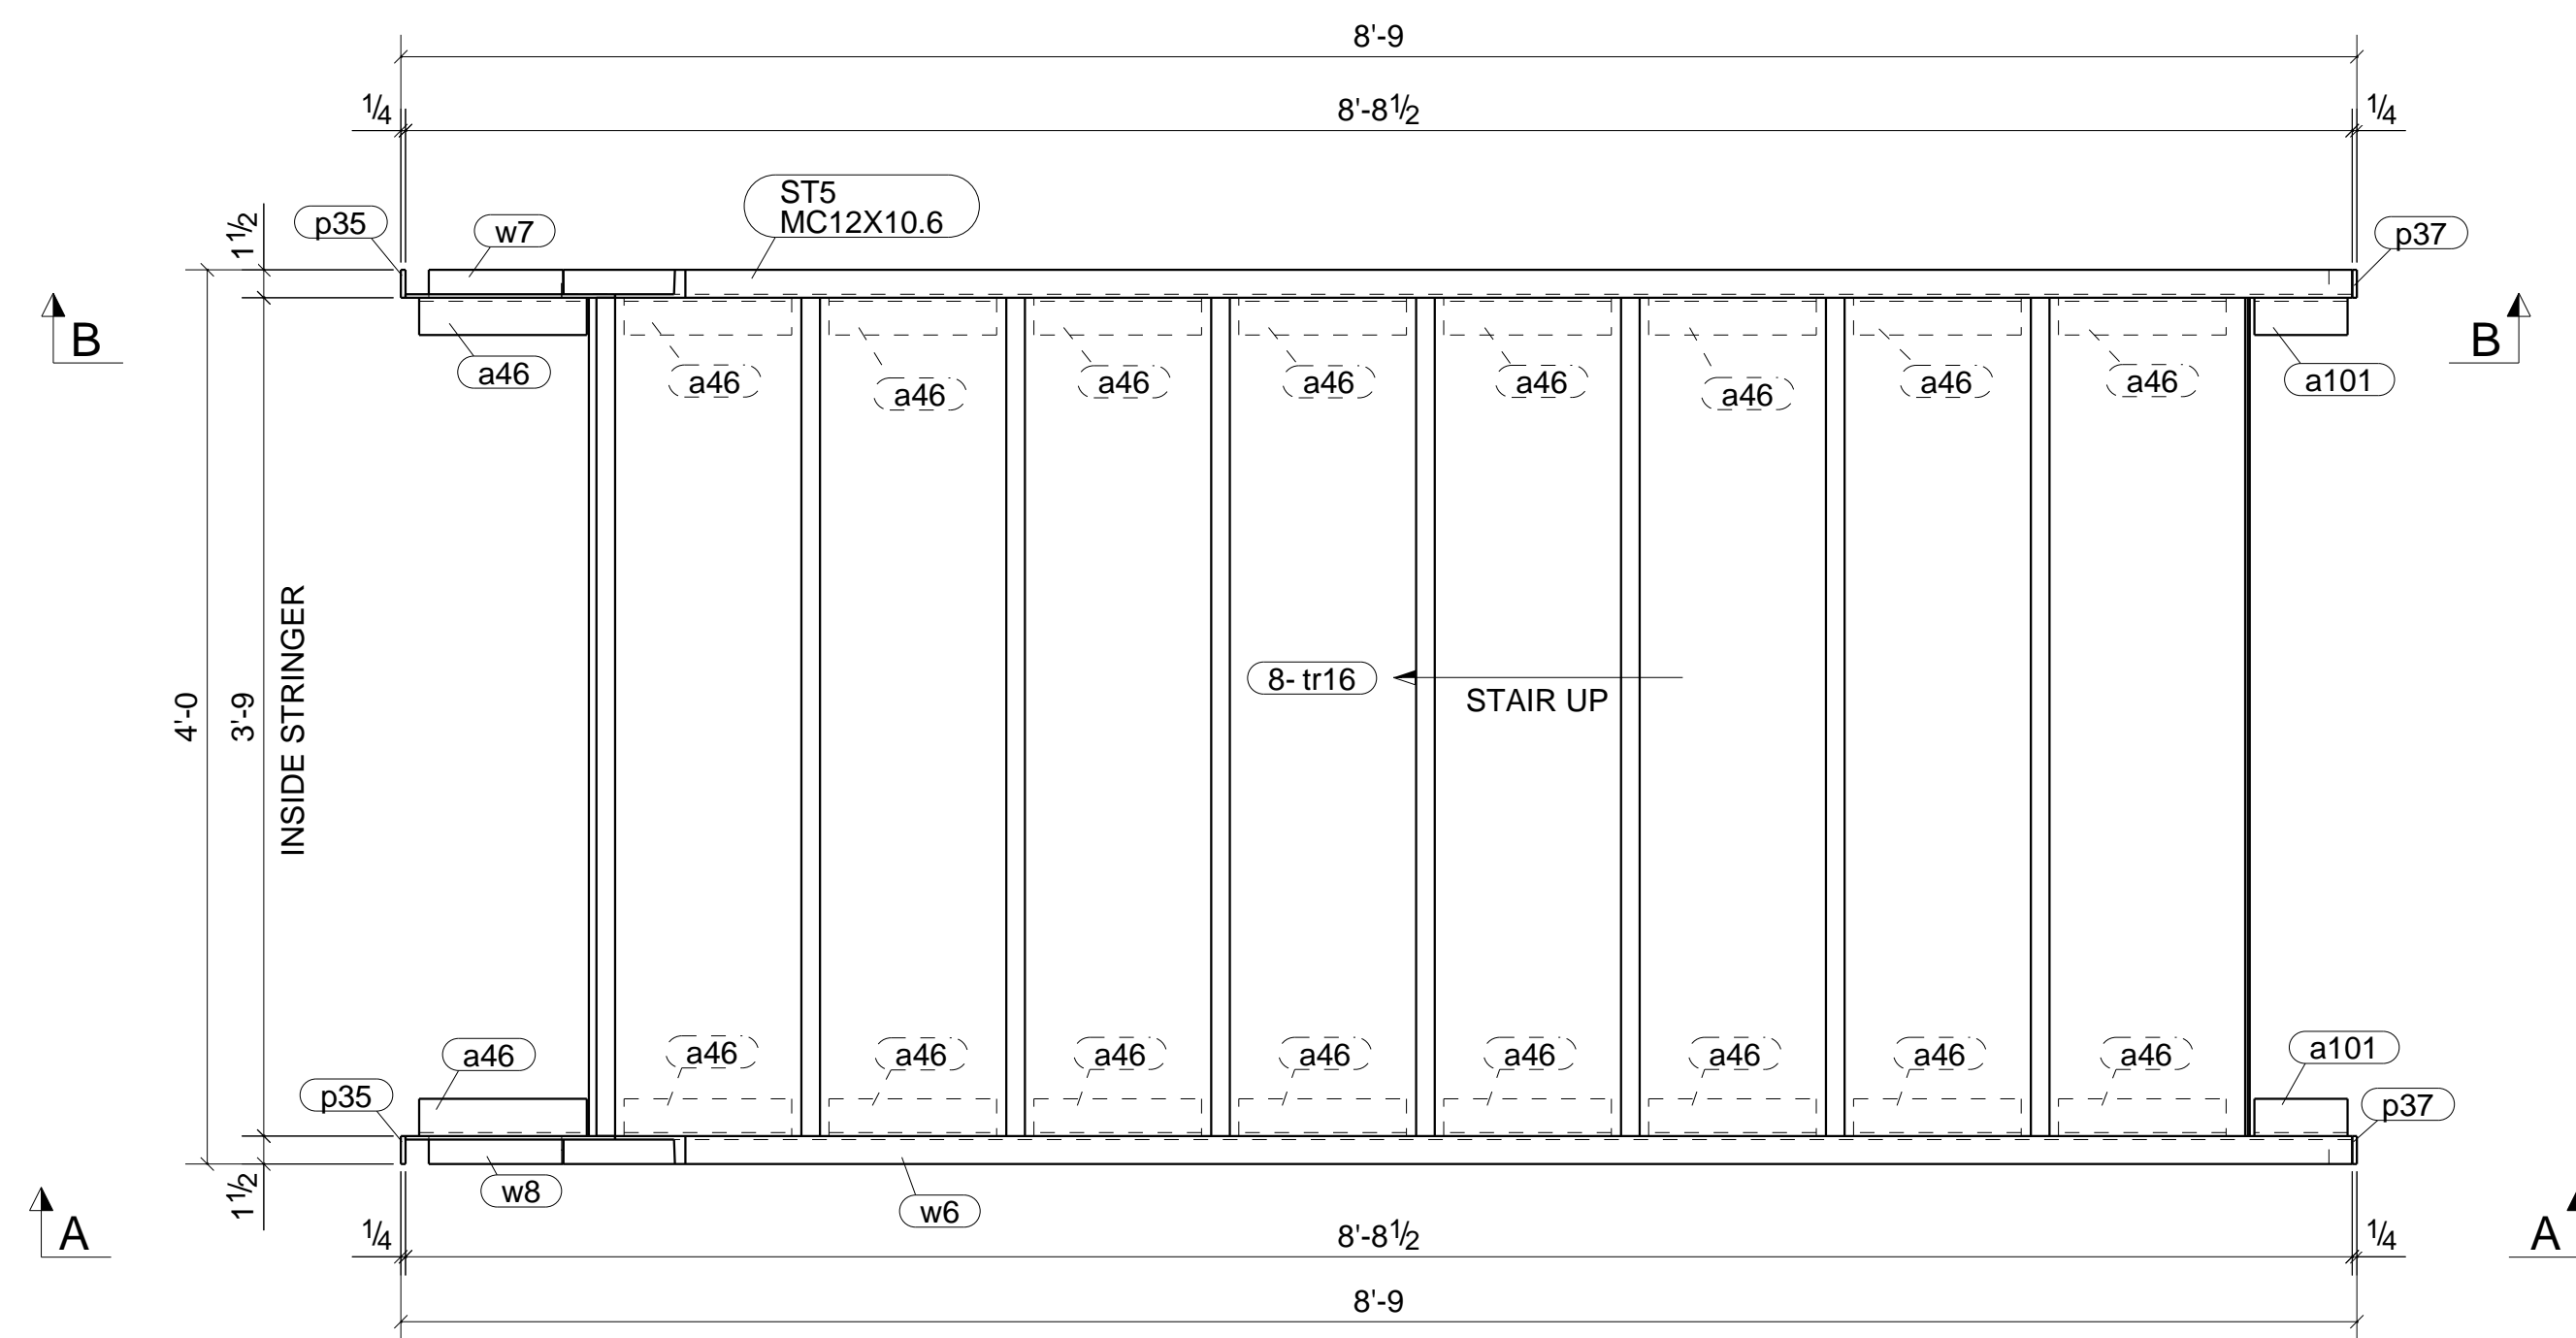 8'-9
1/4
8'-8 1/2
1/4
ST5
MC12X10.6
p35
w7
p37
1 1/2
B
B
a46
a46
a46
a46
a46
a46
a46
a46
a46
a101
4'-0
3'-9
INSIDE STRINGER
8- tr16
STAIR UP
a46
a46
a46
a46
a46
a46
a46
a46
a46
a101
p35
p37
1 1/2
w8
w6
A
A
1/4
8'-8 1/2
1/4
8'-9